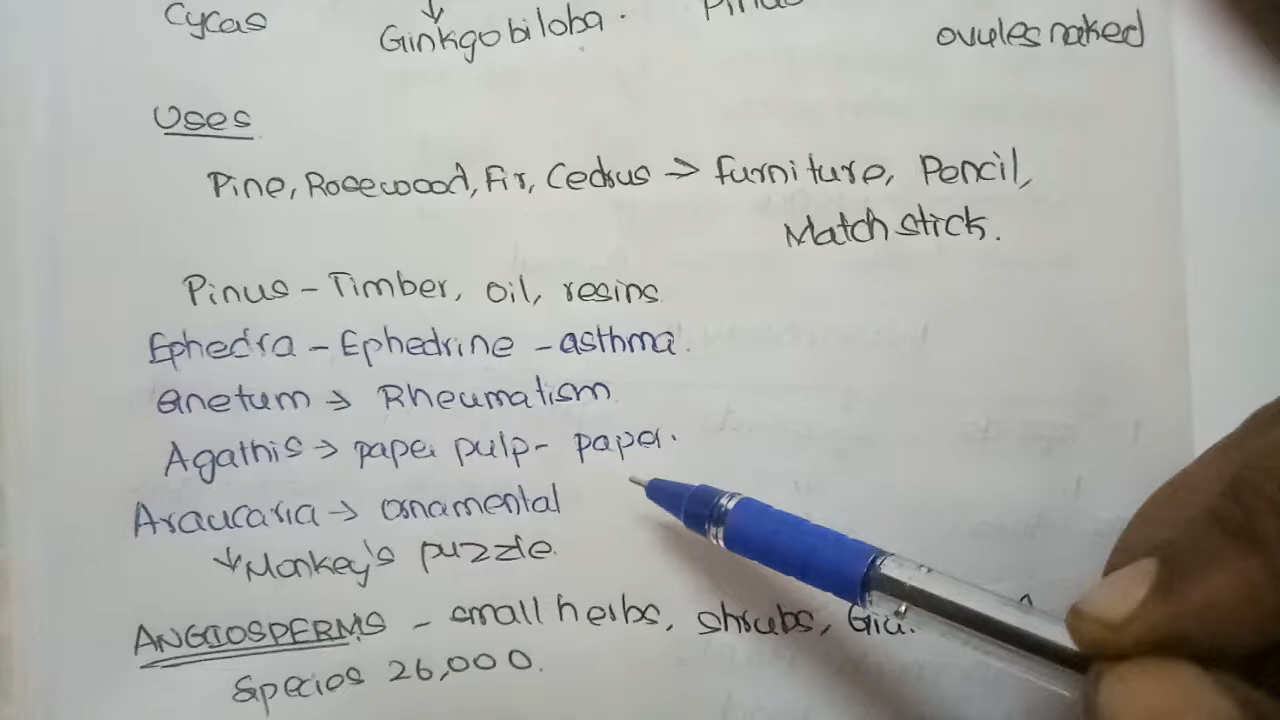 Cycas ↓ Pinus
Ginkgobiloba. ovules naked
Uses
Pine, Rosewood, Fir, Cedrus → furniture, Pencil,
Match stick.
Pinus - Timber, oil, resins
Ephedra - Ephedrine - asthma.
Gnetum → Rheumatism
Agathis → paper pulp - paper.
Araucaria → ornamental
↓ Monkey's puzzle.
ANGIOSPERMS - small herbs, shrubs,
Species 26,000.